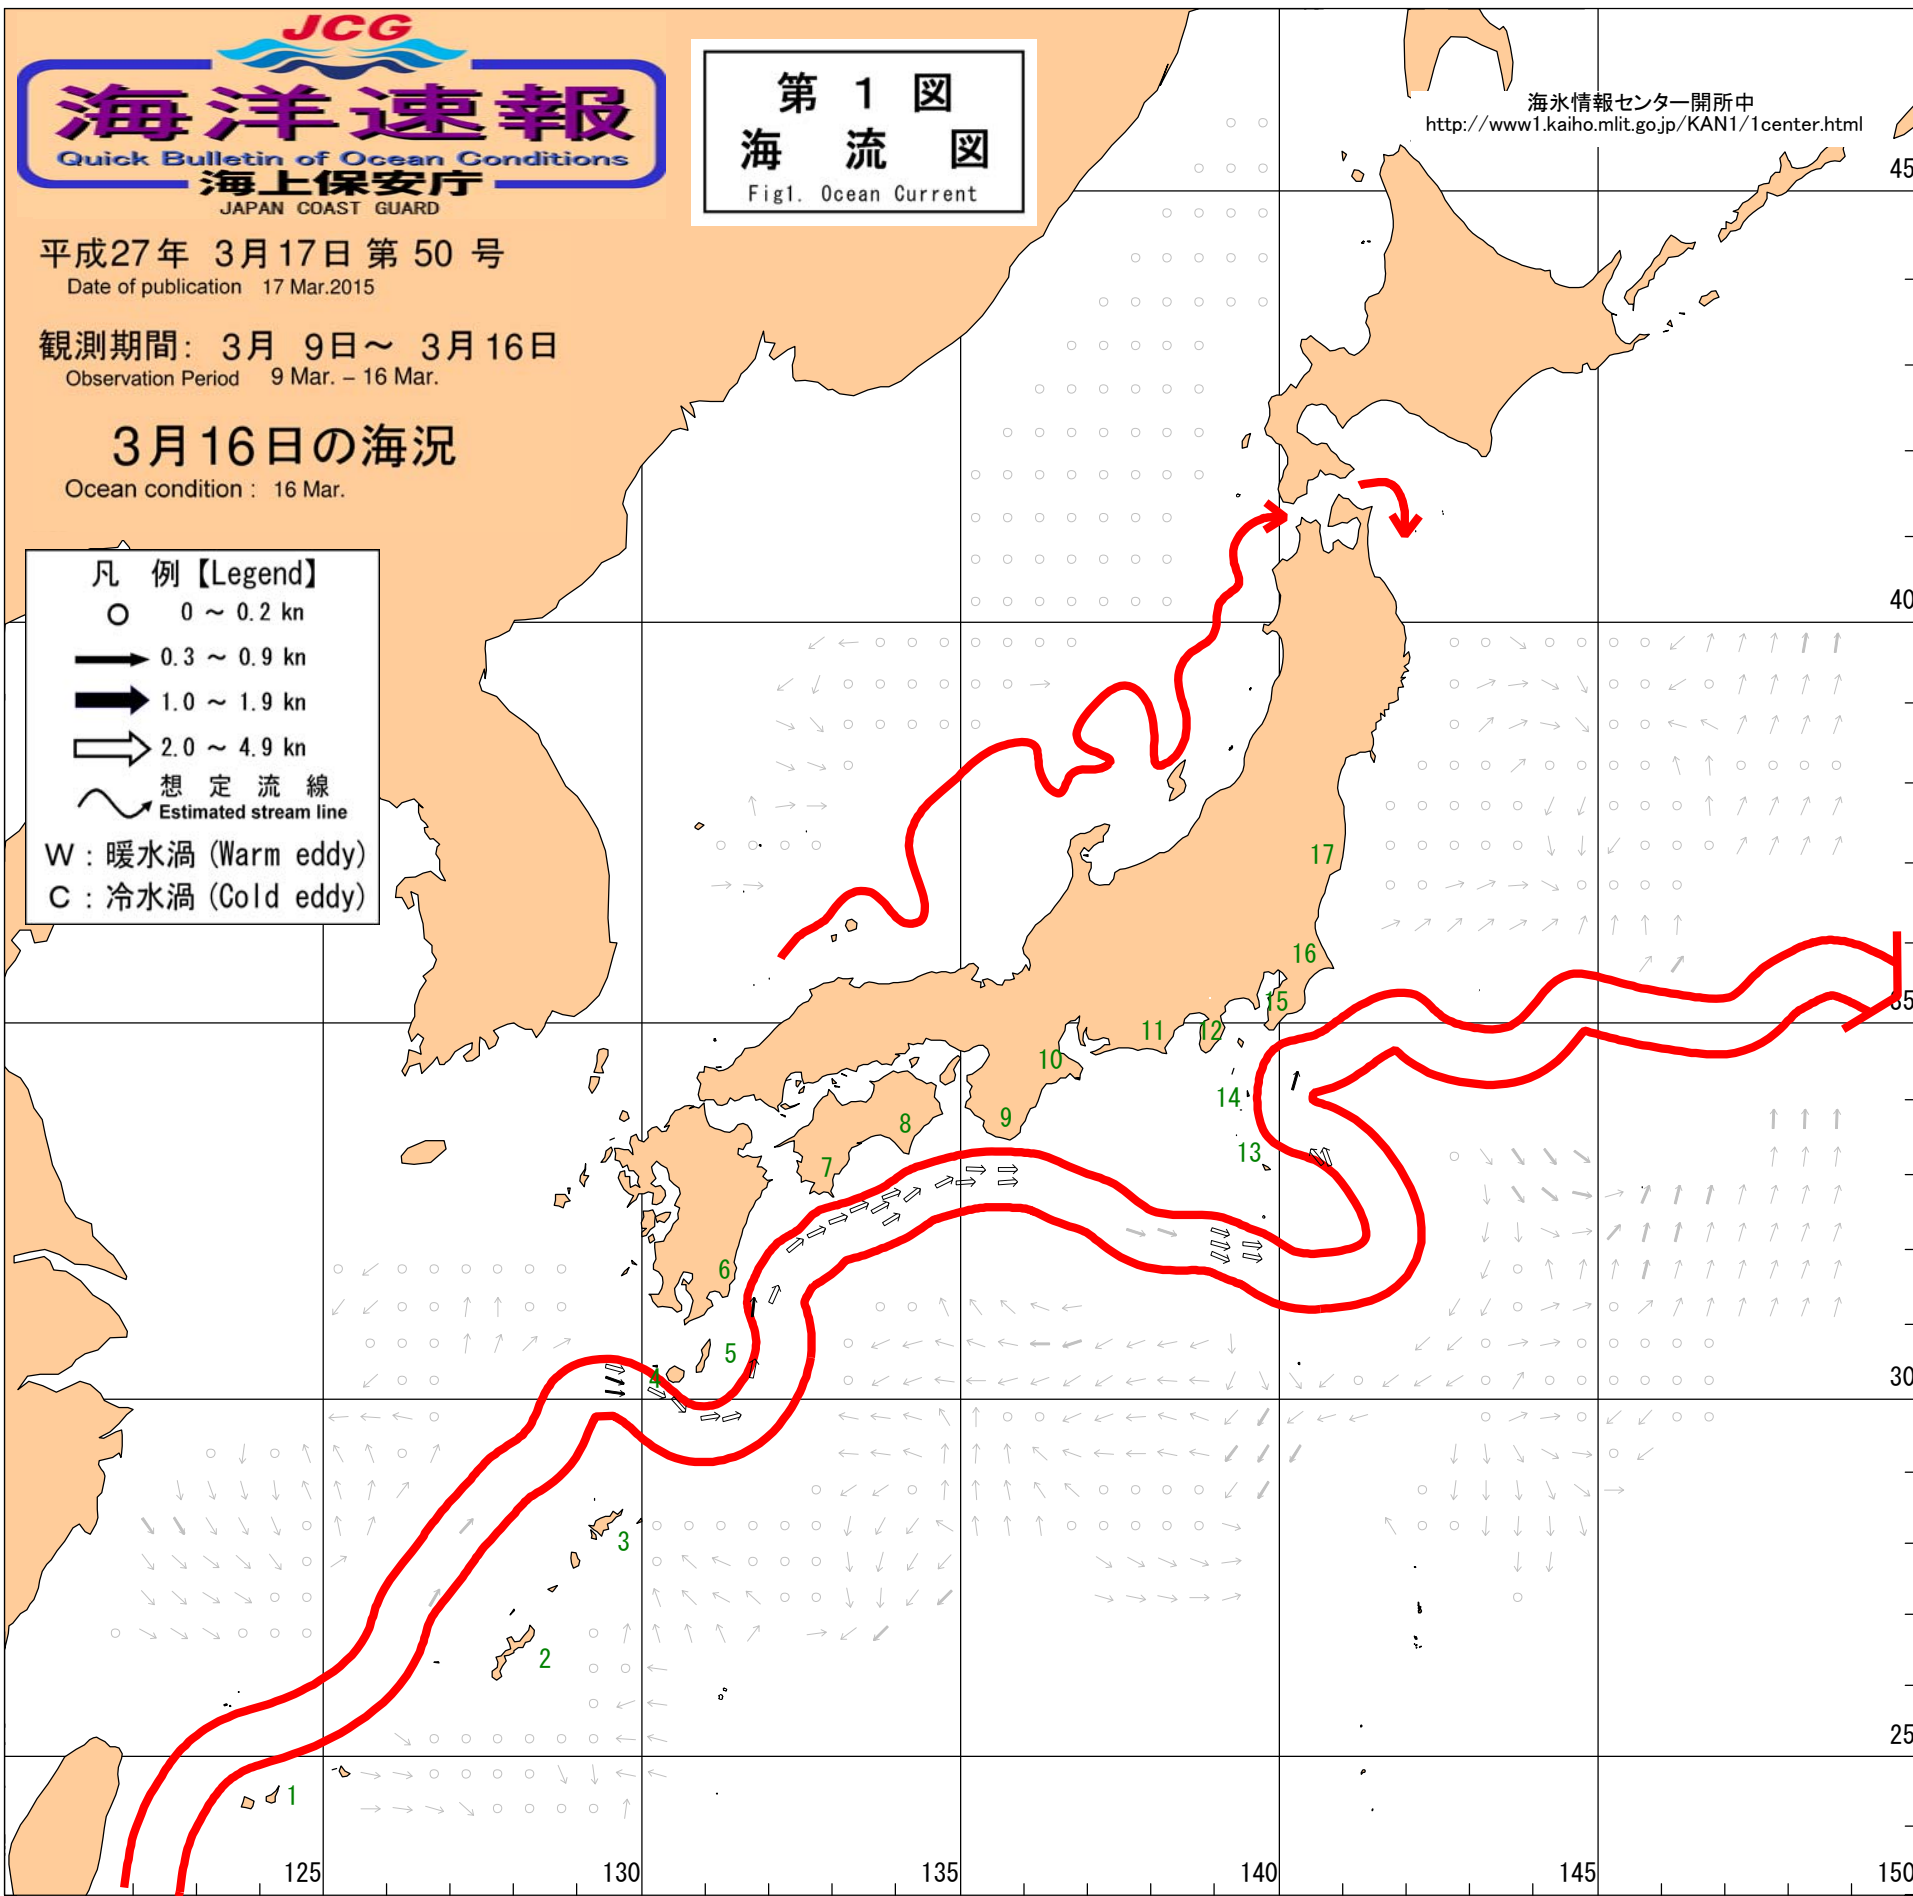 JCG
海洋速報
Quick Bulletin of Ocean Conditions
海上保安庁
JAPAN COAST GUARD
第 1 図
海 流 図
Fig1. Ocean Current
海氷情報センター開所中
http://www1.kaiho.mlit.go.jp/KAN1/1center.html
平成27年 3月17日 第 50 号
Date of publication 17 Mar.2015
観測期間: 3月 9日～ 3月16日
Observation Period 9 Mar. – 16 Mar.
3月16日の海況
Ocean condition : 16 Mar.
凡 例【Legend】
0 ～ 0.2 kn
0.3 ～ 0.9 kn
1.0 ～ 1.9 kn
2.0 ～ 4.9 kn
想 定 流 線
Estimated stream line
W : 暖水渦 (Warm eddy)
C : 冷水渦 (Cold eddy)
45
40
17
16
35
15
12
11
10
14
9
8
13
7
6
5
4
30
3
2
25
1
125
130
135
140
145
150